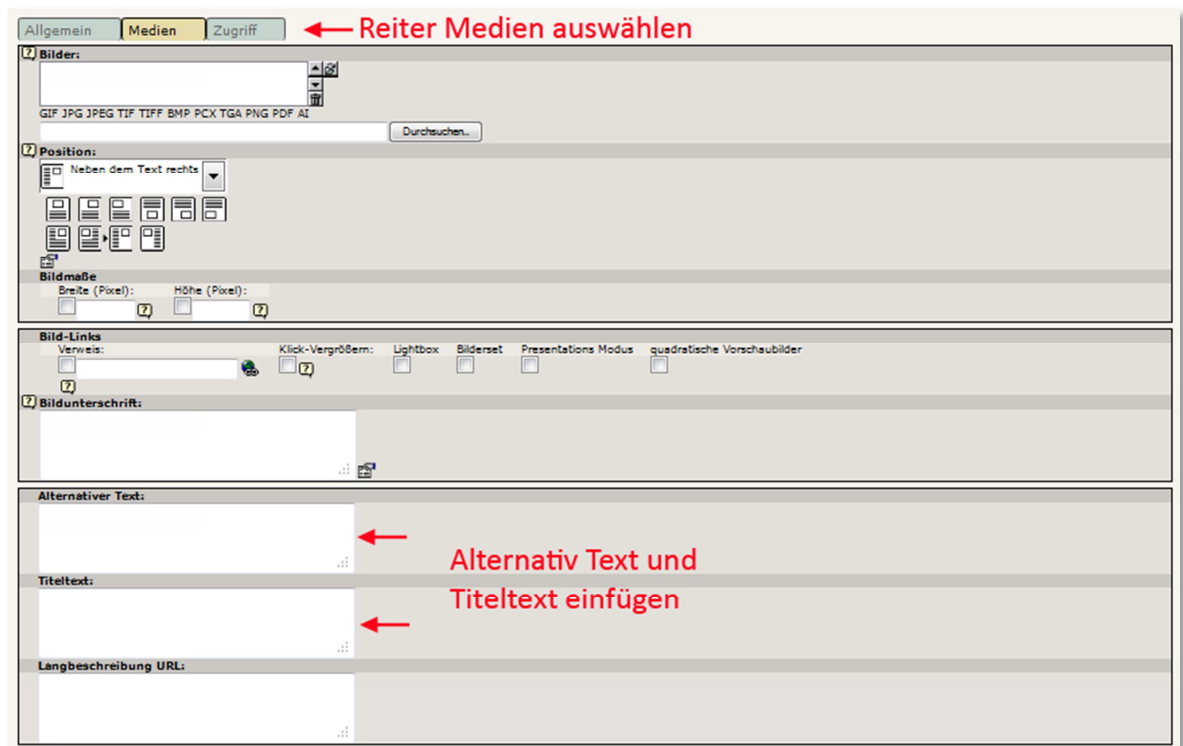 Allgemein Medien Zugriff Reiter Medien auswählen
Bilder:
GIF JPG JPEG TIF TIFF BMP PCX TGA PNG PDF AI
Durchsuchen...
Position:
Neben dem Text rechts
Bildmaße
Breite (Pixel): Höhe (Pixel):
Bild-Links
Verweis: Klick-Vergrößern: Lightbox Bilderset Presentations Modus quadratische Vorschaubilder
Bildunterschrift:
Alternativer Text:
Alternativ Text und
Titeltext:
Titeltext einfügen
Langbeschreibung URL: